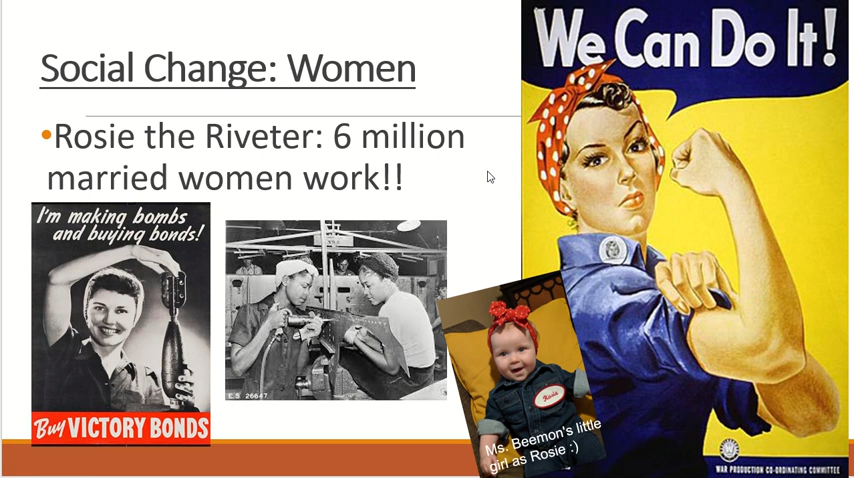 Social Change: Women
•Rosie the Riveter: 6 million
married women work!!
I'm making bombs
and buying bonds!
Buy VICTORY BONDS
E S 26647
Rosie
Ms. Beemon's little
girl as Rosie :)
We Can Do It!
WAR PRODUCTION CO-ORDINATING COMMITTEE